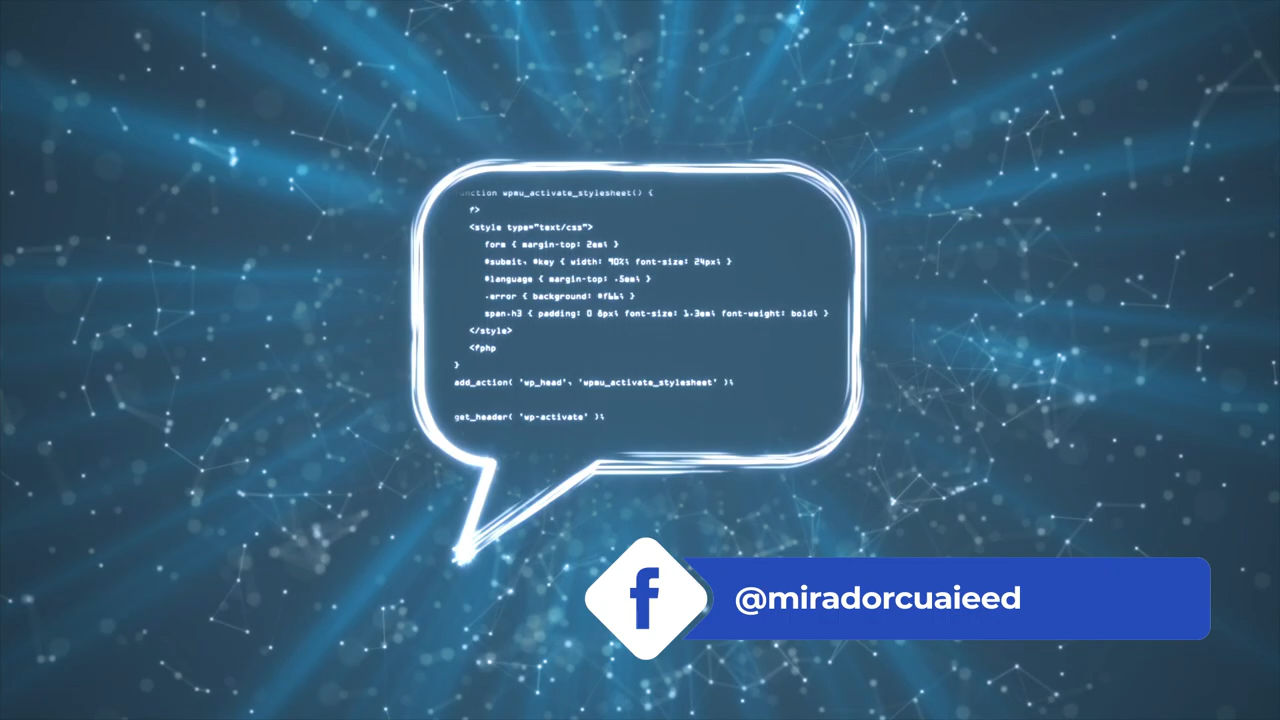 function wpmu_activate_stylesheet() {
?>
<style type="text/css">
form { margin-top: 2em; }
#submit, #key { width: 90%; font-size: 24px; }
#language { margin-top: .5em; }
.error { background: #f66; }
span.h3 { padding: 0 8px; font-size: 1.3em; font-weight: bold; }
</style>
<?php
}
add_action( 'wp_head', 'wpmu_activate_stylesheet' );
get_header( 'wp-activate' );
f
@miradorcuaieed